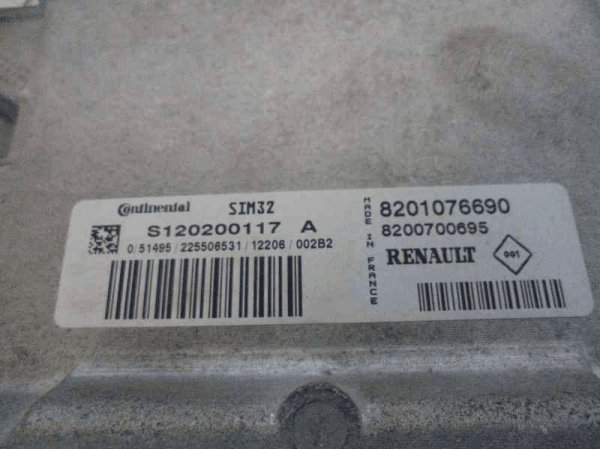 Continental SIM32
S120200117 A
0/51495/225506531/12206/002B2
MADE IN FRANCE
8201076690
8200700695
RENAULT
001